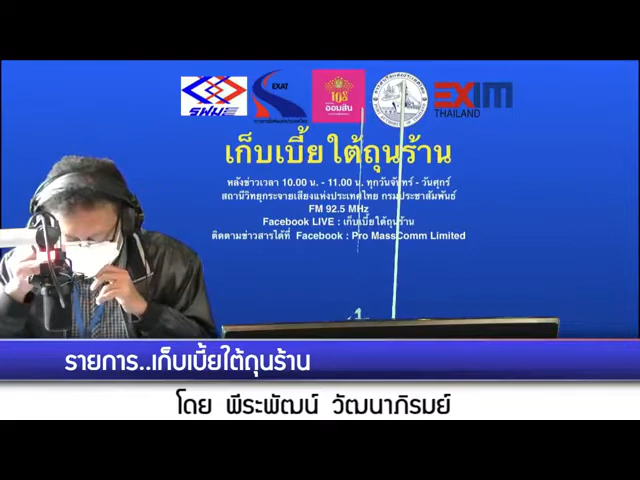 รฟม
EXAT
ออมสิน
EXIM
THAILAND
เก็บเบี้ยใต้ถุนร้าน
หลังข่าวเวลา 10.00 น. - 11.00 น. ทุกวันจันทร์ - วันศุกร์
สถานีวิทยุกระจายเสียงแห่งประเทศไทย กรมประชาสัมพันธ์
FM 92.5 MHz
Facebook LIVE : เก็บเบี้ยใต้ถุนร้าน
ติดตามข่าวสารได้ที่ Facebook : Pro MassComm Limited
รายการ..เก็บเบี้ยใต้ถุนร้าน
โดย พีระพัฒน์ วัฒนาภิรมย์